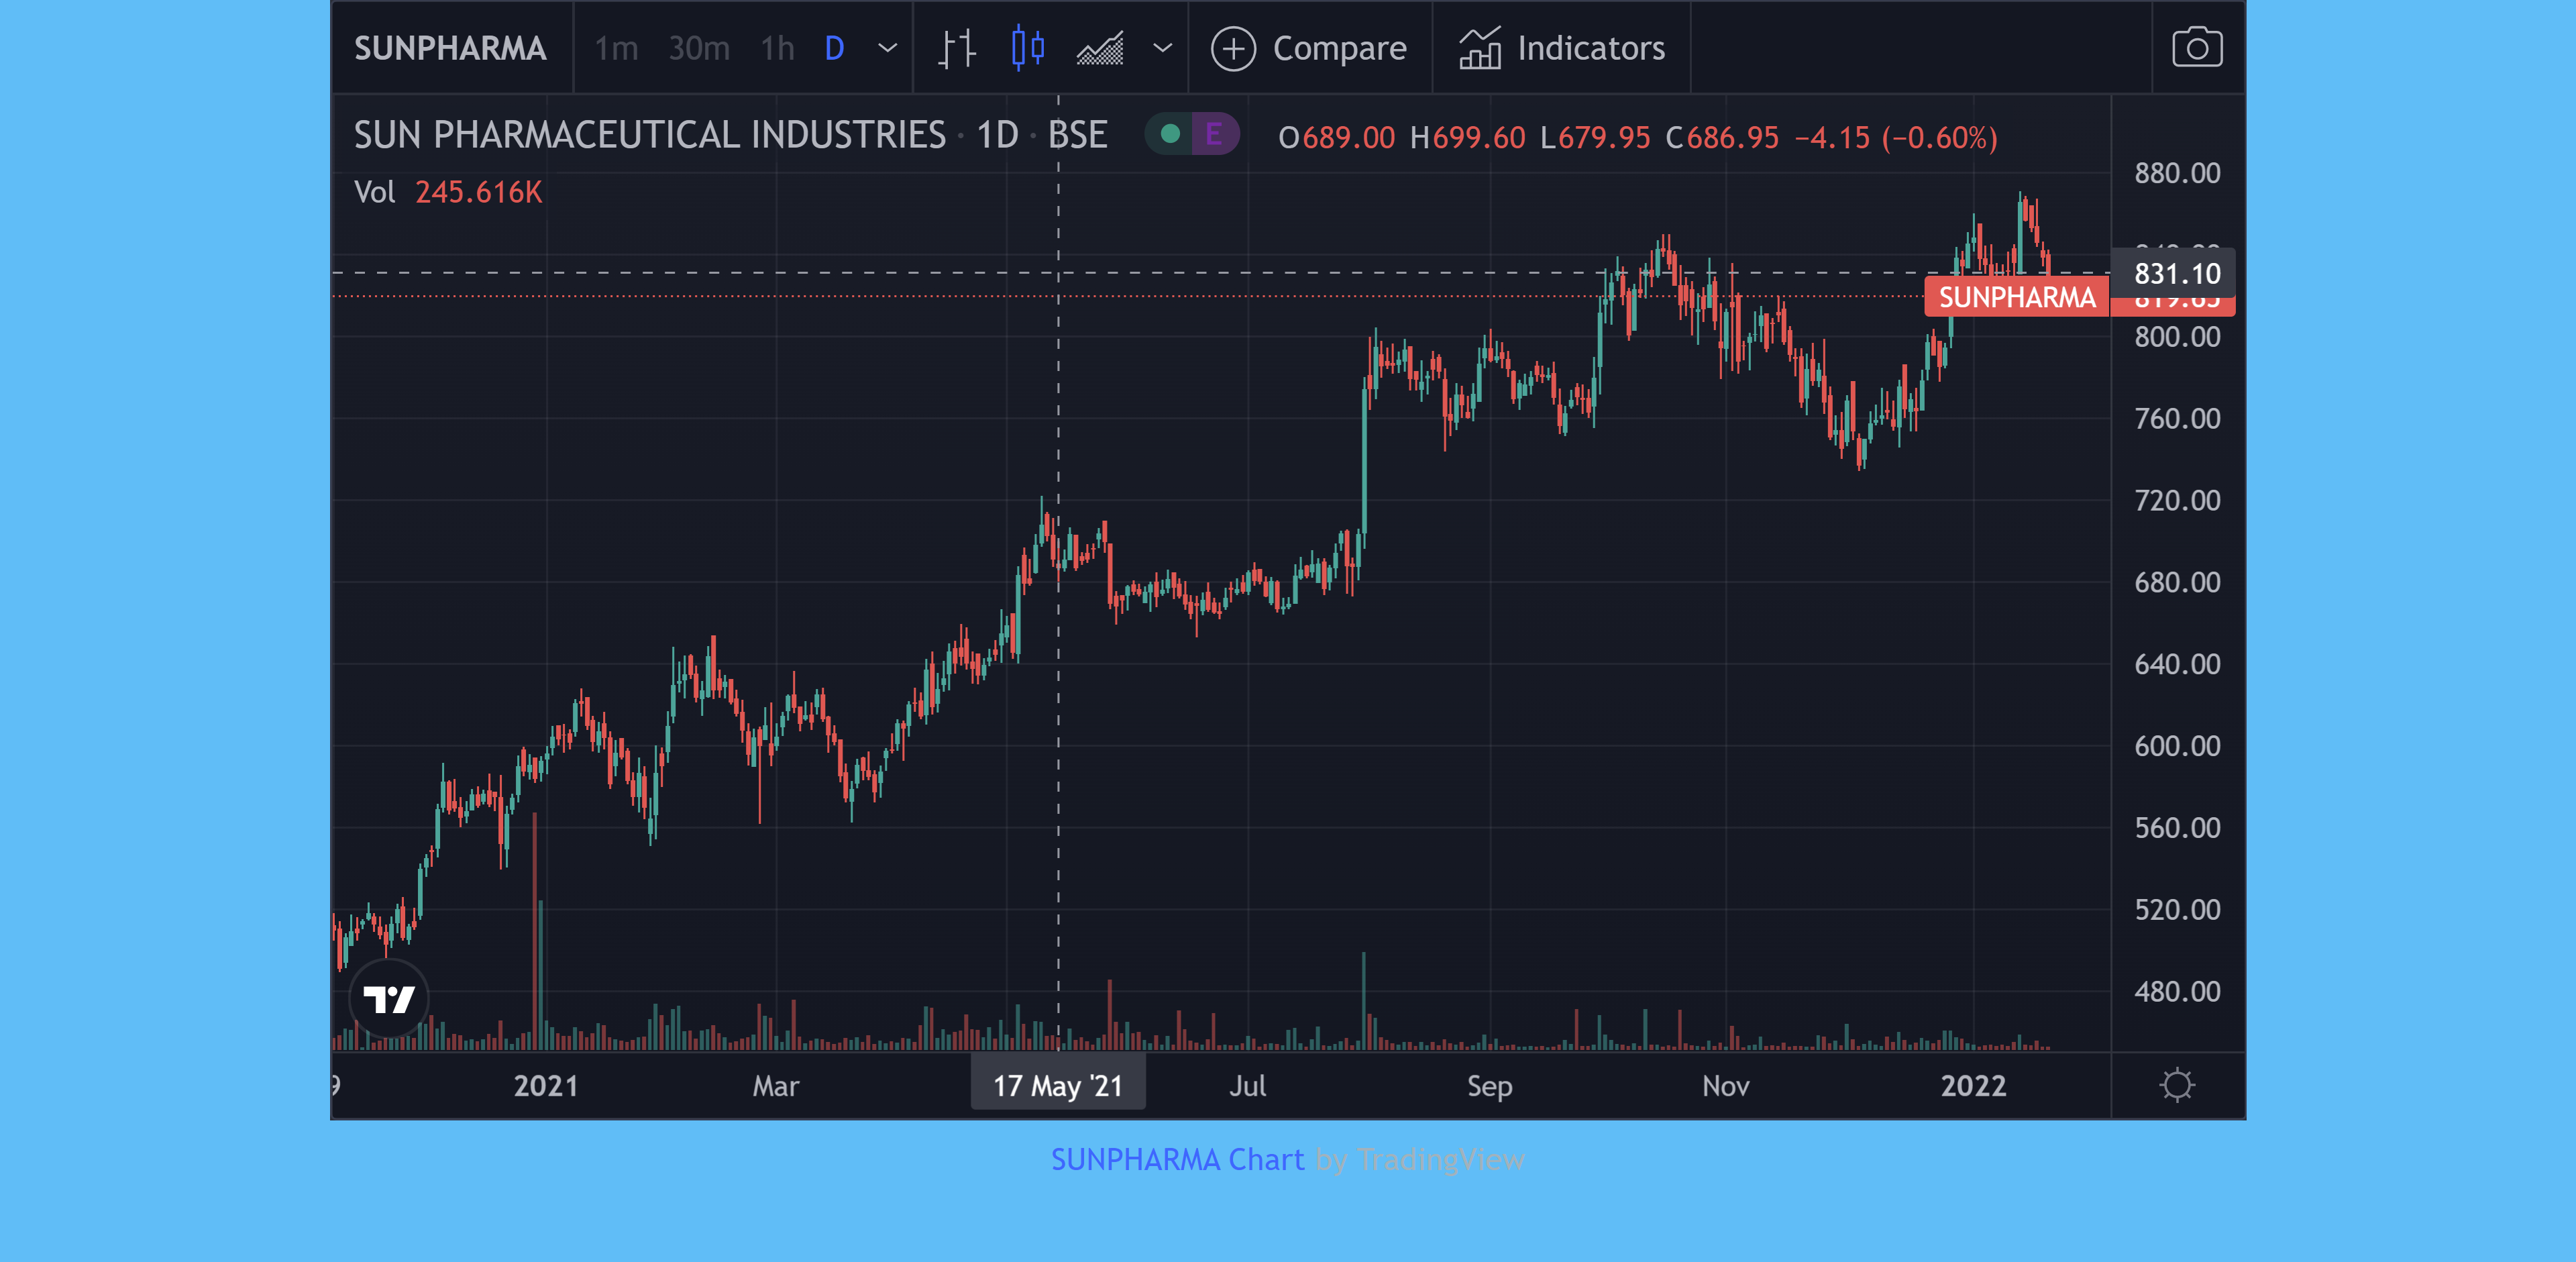 SUNPHARMA 1m 30m 1h D Compare Indicators
SUN PHARMACEUTICAL INDUSTRIES · 1D · BSE E O689.00 H699.60 L679.95 C686.95 −4.15 (−0.60%)
Vol 245.616K
880.00
831.10
SUNPHARMA
800.00
760.00
720.00
680.00
640.00
600.00
560.00
520.00
480.00
2021 Mar 17 May '21 Jul Sep Nov 2022
SUNPHARMA Chart by TradingView